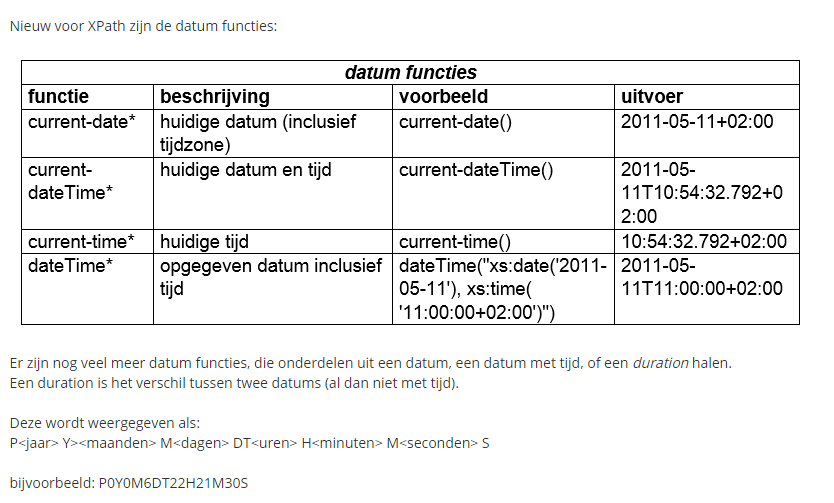 Nieuw voor XPath zijn de datum functies:
datum functies
functie beschrijving voorbeeld uitvoer
current-date* huidige datum (inclusief tijdzone) current-date() 2011-05-11+02:00
current-dateTime* huidige datum en tijd current-dateTime() 2011-05-11T10:54:32.792+02:00
current-time* huidige tijd current-time() 10:54:32.792+02:00
dateTime* opgegeven datum inclusief tijd dateTime("xs:date('2011-05-11'), xs:time( '11:00:00+02:00')") 2011-05-11T11:00:00+02:00
Er zijn nog veel meer datum functies, die onderdelen uit een datum, een datum met tijd, of een duration halen.
Een duration is het verschil tussen twee datums (al dan niet met tijd).
Deze wordt weergegeven als:
P<jaar> Y><maanden> M<dagen> DT<uren> H<minuten> M<seconden> S
bijvoorbeeld: P0Y0M6DT22H21M30S